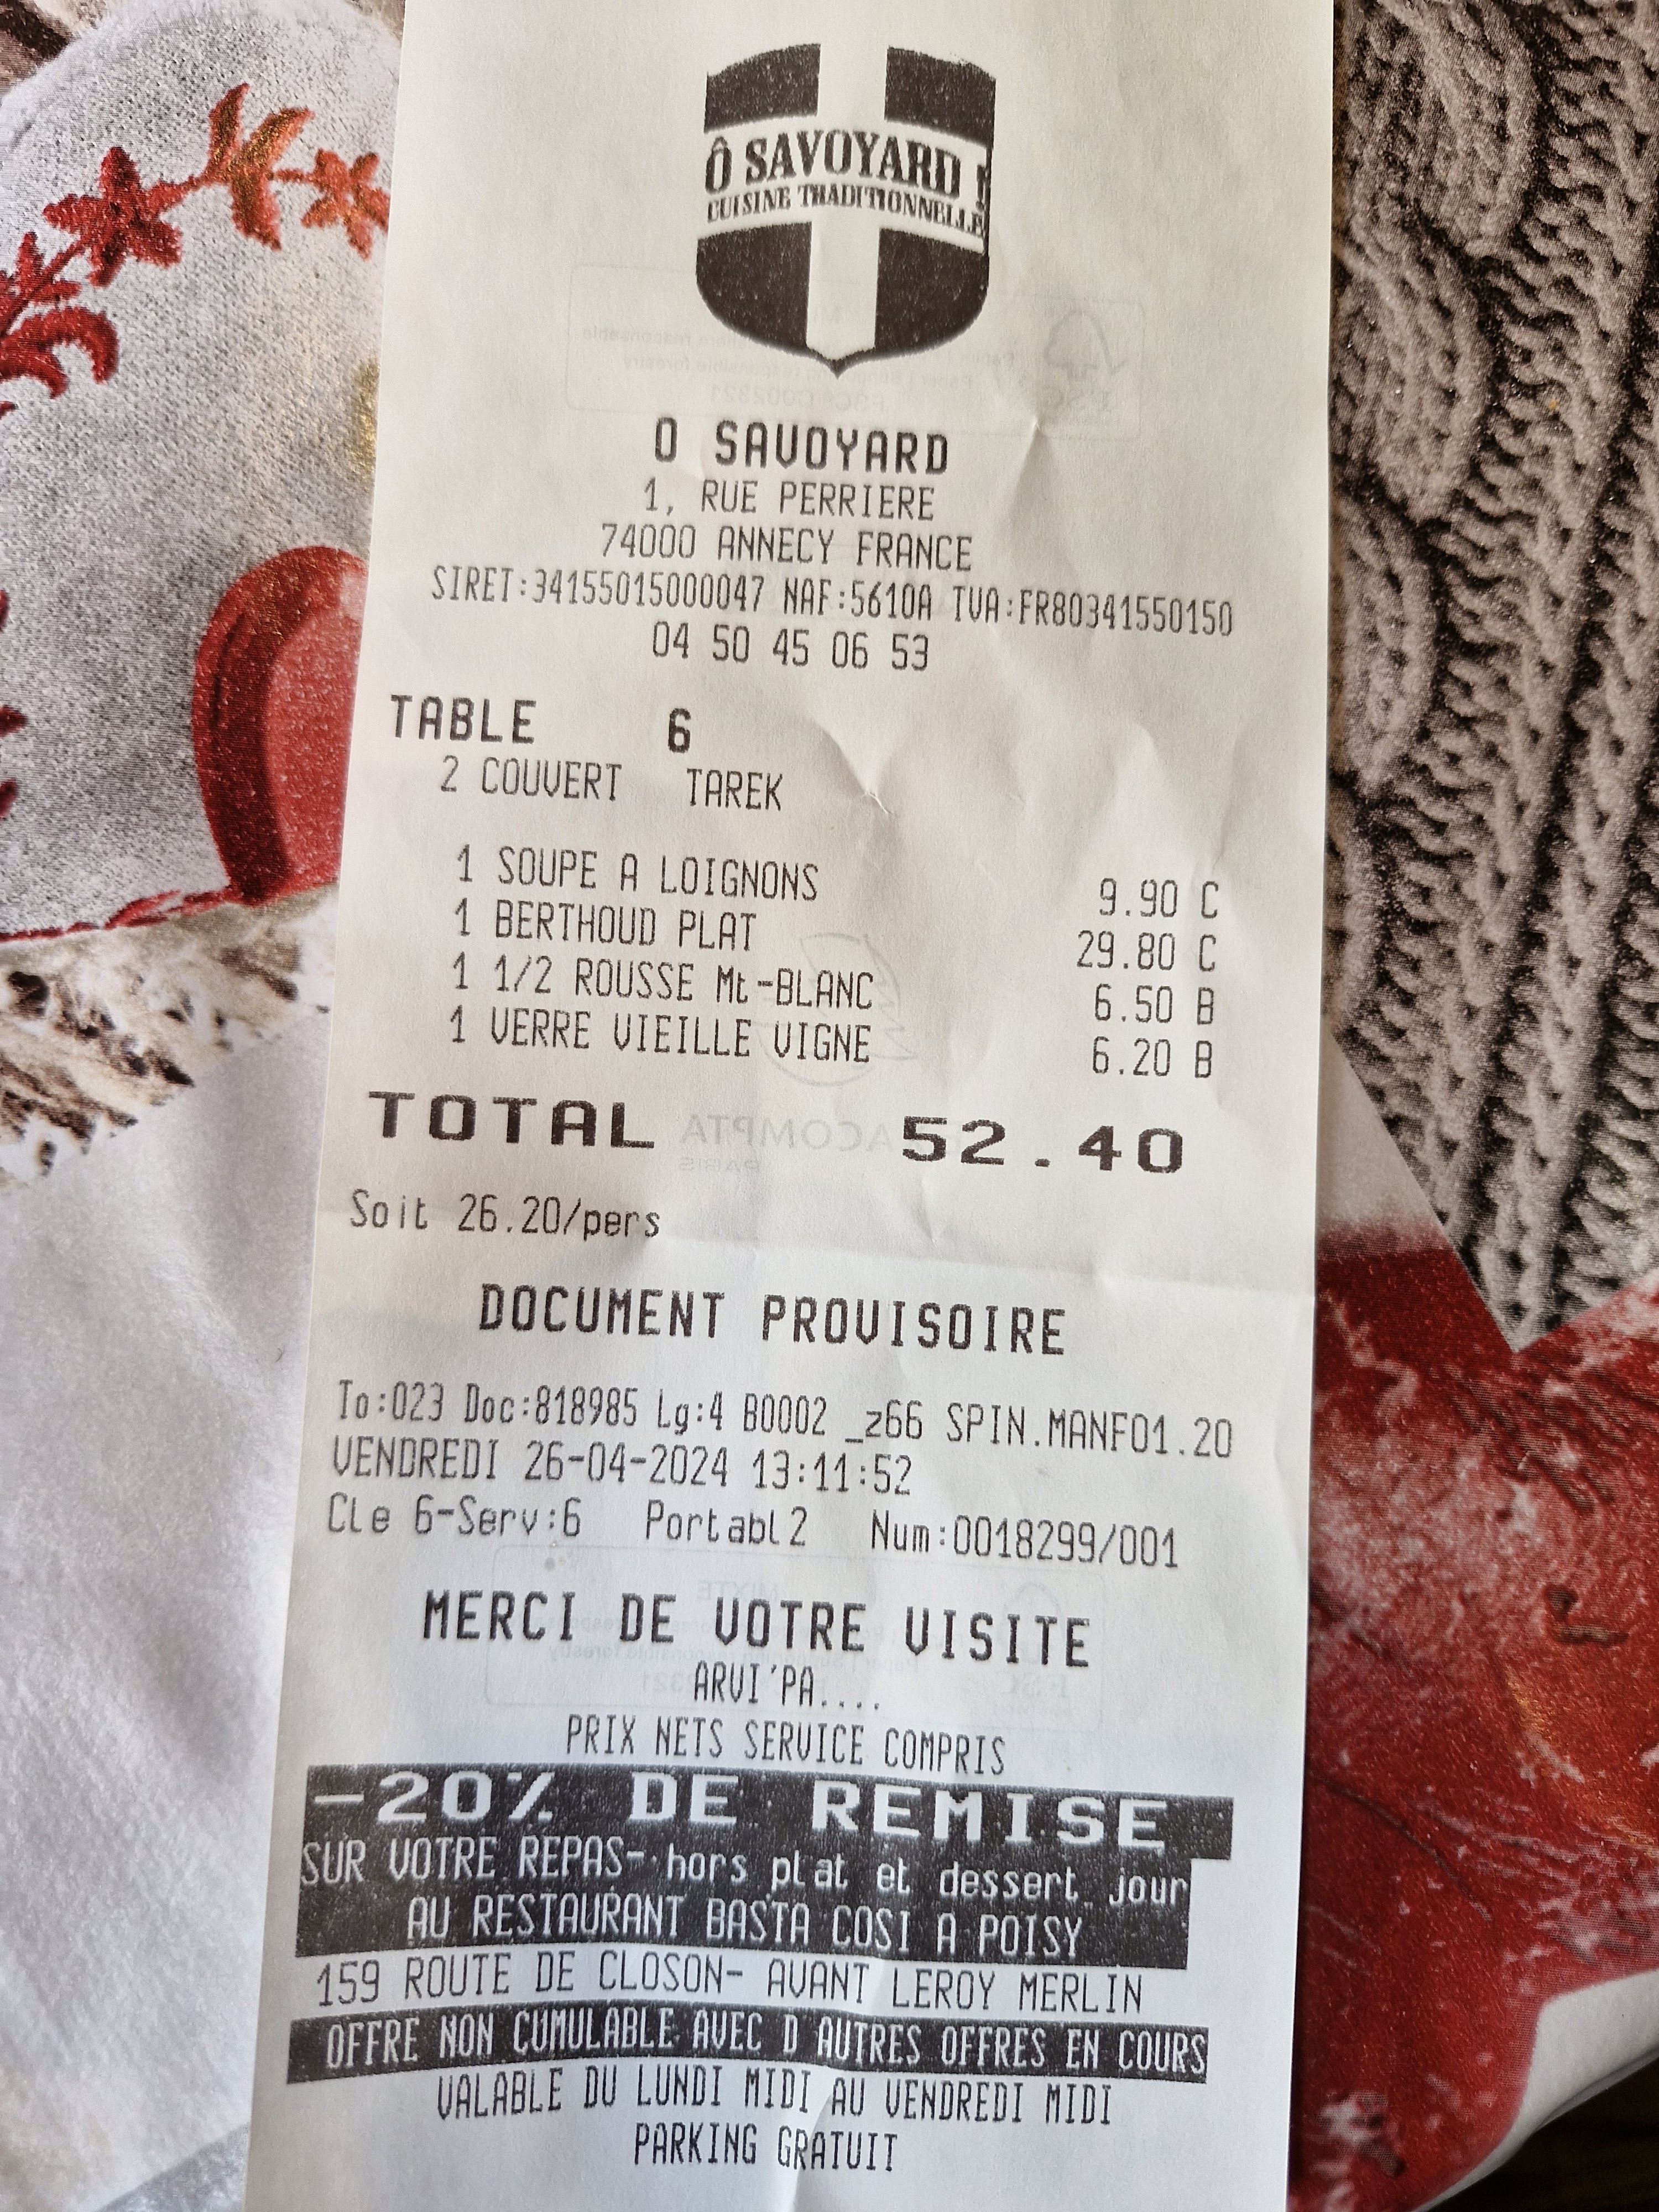 Ô SAVOYARD !
CUISINE TRADITIONNELLE
O SAVOYARD
1, RUE PERRIERE
74000 ANNECY FRANCE
SIRET:34155015000047 NAF:5610A TVA:FR80341550150
04 50 45 06 53
TABLE 6
2 COUVERT TAREK
1 SOUPE A LOIGNONS 9.90 C
1 BERTHOUD PLAT 29.80 C
1 1/2 ROUSSE Mt-BLANC 6.50 B
1 VERRE VIEILLE VIGNE 6.20 B
TOTAL 52.40
Soit 26.20/pers
DOCUMENT PROVISOIRE
To:023 Doc:818985 Lg:4 B0002 _z66 SPIN.MANF01.20
VENDREDI 26-04-2024 13:11:52
Cle 6-Serv:6 Portabl2 Num:0018299/001
MERCI DE VOTRE VISITE
ARVI'PA....
PRIX NETS SERVICE COMPRIS
-20% DE REMISE
SUR VOTRE REPAS- hors plat et dessert jour
AU RESTAURANT BASTA COSI A POISY
159 ROUTE DE CLOSON- AVANT LEROY MERLIN
OFFRE NON CUMULABLE AVEC D AUTRES OFFRES EN COURS
VALABLE DU LUNDI MIDI AU VENDREDI MIDI
PARKING GRATUIT